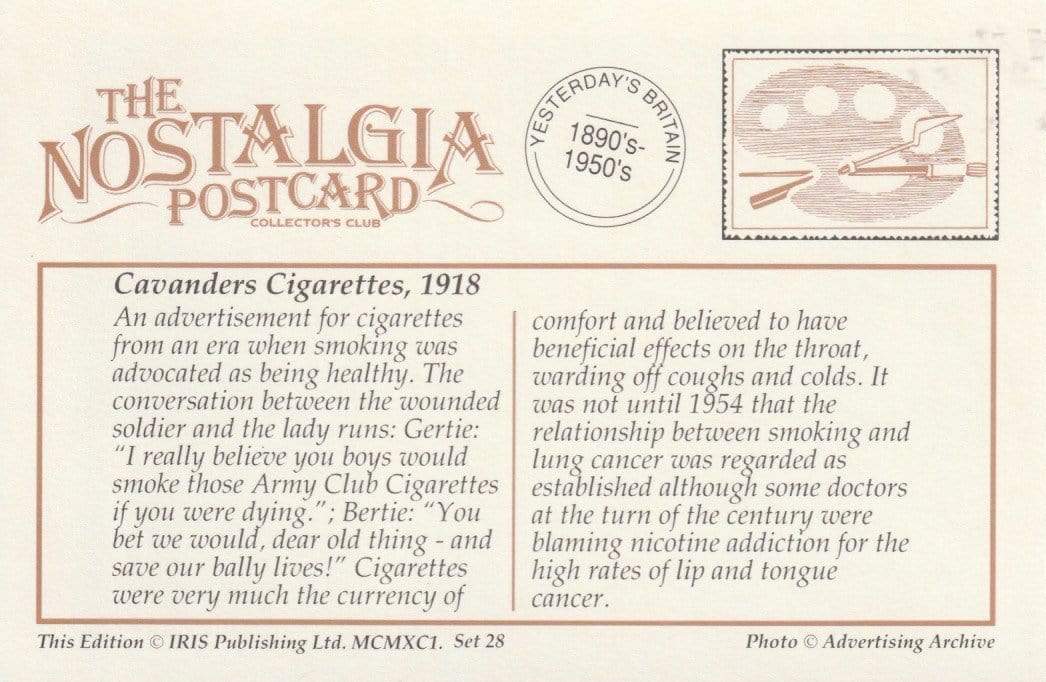 THE
NOSTALGIA
POSTCARD
COLLECTOR'S CLUB
YESTERDAY'S BRITAIN
1890's-
1950's
Cavanders Cigarettes, 1918
An advertisement for cigarettes
from an era when smoking was
advocated as being healthy. The
conversation between the wounded
soldier and the lady runs: Gertie:
“I really believe you boys would
smoke those Army Club Cigarettes
if you were dying.”; Bertie: “You
bet we would, dear old thing - and
save our bally lives!” Cigarettes
were very much the currency of
comfort and believed to have
beneficial effects on the throat,
warding off coughs and colds. It
was not until 1954 that the
relationship between smoking and
lung cancer was regarded as
established although some doctors
at the turn of the century were
blaming nicotine addiction for the
high rates of lip and tongue
cancer.
This Edition © IRIS Publishing Ltd. MCMXC1. Set 28
Photo © Advertising Archive